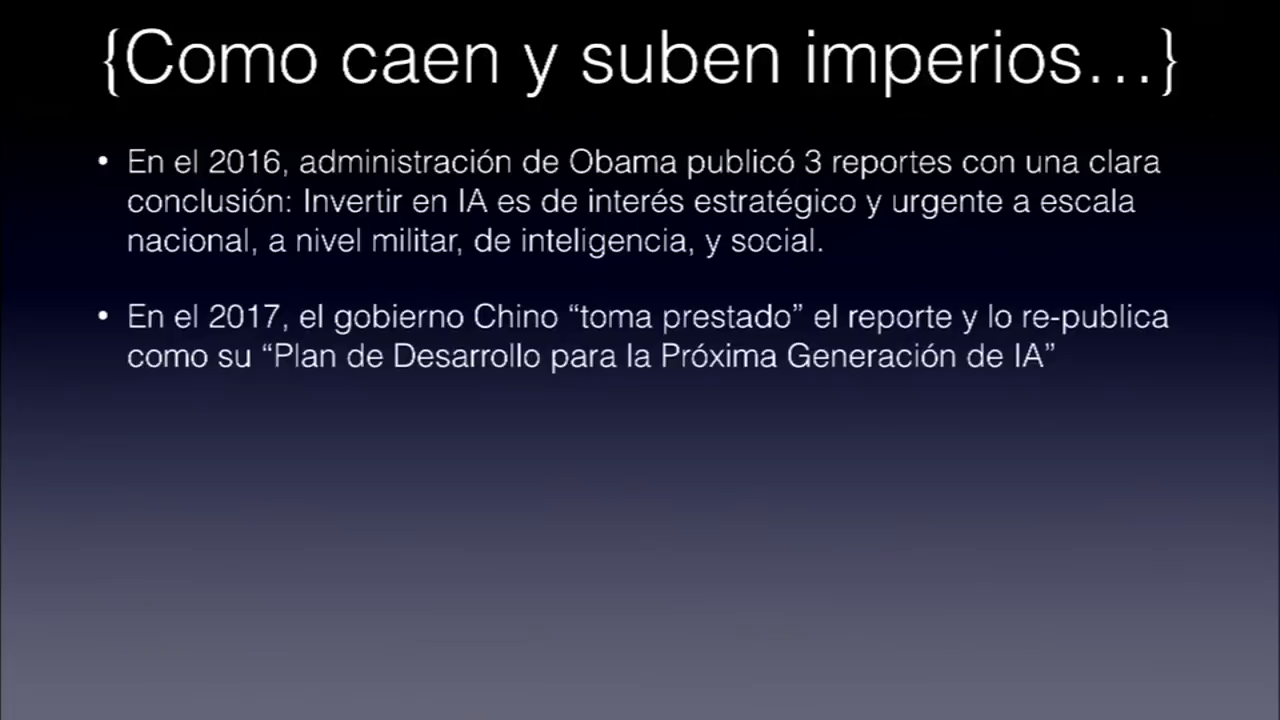 {Como caen y suben imperios...}
• En el 2016, administración de Obama publicó 3 reportes con una clara
conclusión: Invertir en IA es de interés estratégico y urgente a escala
nacional, a nivel militar, de inteligencia, y social.
• En el 2017, el gobierno Chino “toma prestado” el reporte y lo re-publica
como su “Plan de Desarrollo para la Próxima Generación de IA”